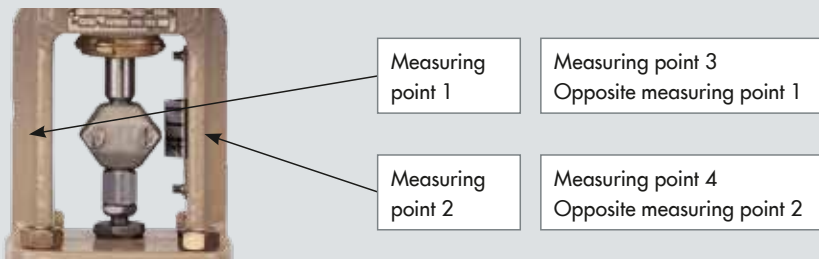 Measuring
point 1
Measuring point 3
Opposite measuring point 1
Measuring
point 2
Measuring point 4
Opposite measuring point 2